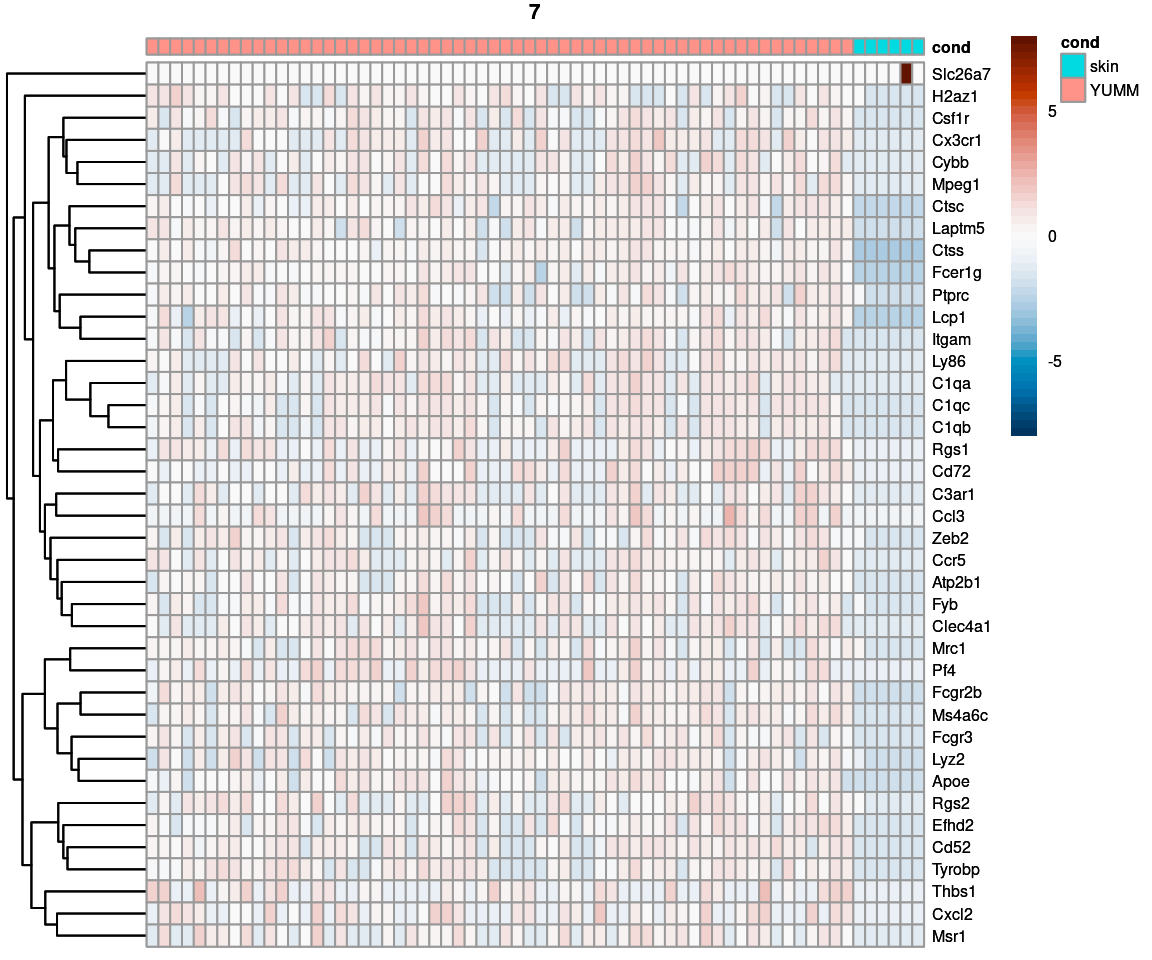 7
cond
Slc26a7
H2az1
Csf1r
Cx3cr1
Cybb
Mpeg1
Ctsc
Laptm5
Ctss
Fcer1g
Ptprc
Lcp1
Itgam
Ly86
C1qa
C1qc
C1qb
Rgs1
Cd72
C3ar1
Ccl3
Zeb2
Ccr5
Atp2b1
Fyb
Clec4a1
Mrc1
Pf4
Fcgr2b
Ms4a6c
Fcgr3
Lyz2
Apoe
Rgs2
Efhd2
Cd52
Tyrobp
Thbs1
Cxcl2
Msr1
5
0
-5
cond
skin
YUMM